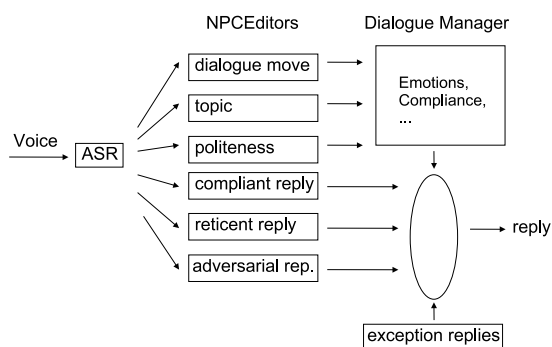 NPCEditors
Dialogue Manager
dialogue move
topic
politeness
compliant reply
reticent reply
adversarial rep.
Voice
ASR
Emotions,
Compliance,
...
reply
exception replies